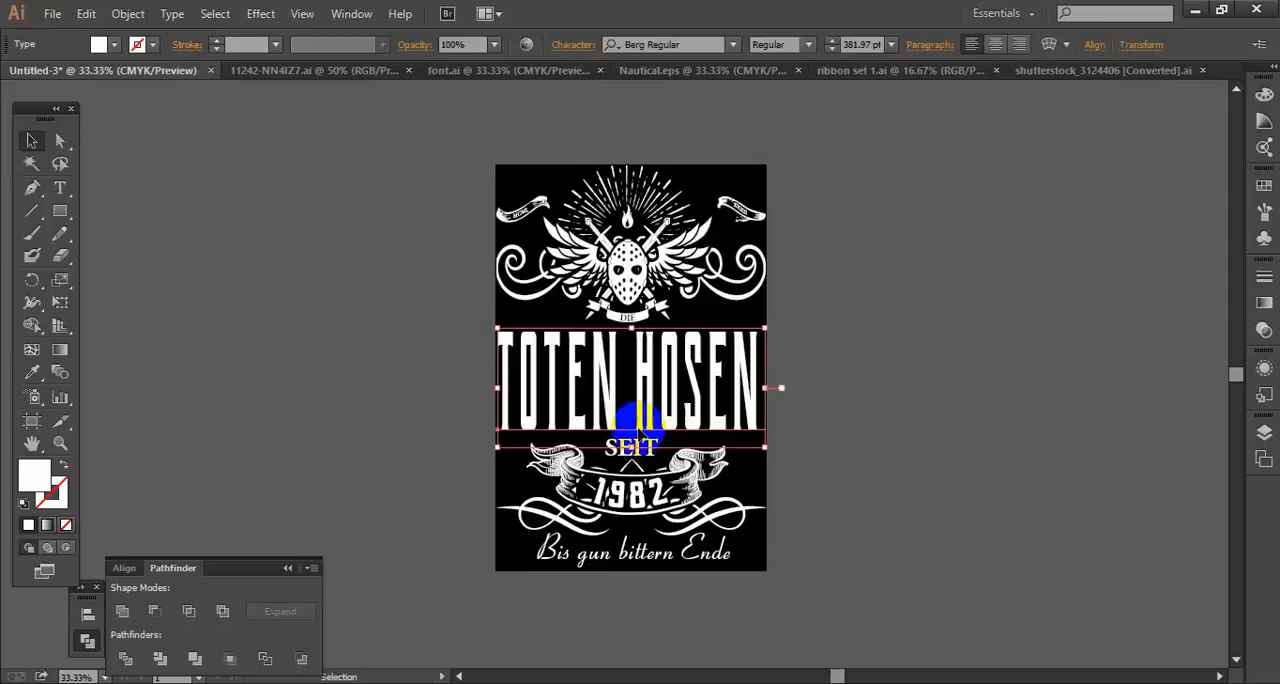 Ai File Edit Object Type Select Effect View Window Help Br Essentials
Type Stroke: Opacity: 100% Character: Berg Regular Regular 381.97 pt Paragraph: Align Transform
Untitled-3* @ 33.33% (CMYK/Preview) 11242-NN4IZ7.ai @ 50% (RGB/Pr... font.ai @ 33.33% (CMYK/Previe... Nautical.eps @ 33.33% (CMYK/P... ribbon set 1.ai @ 16.67% (RGB/P... shutterstock_3124406 [Converted].ai
DIE
TOTEN HOSEN
SEIT
1982
Bis gun bittern Ende
Align Pathfinder
Shape Modes:
Expand
Pathfinders:
33.33% 1 Selection